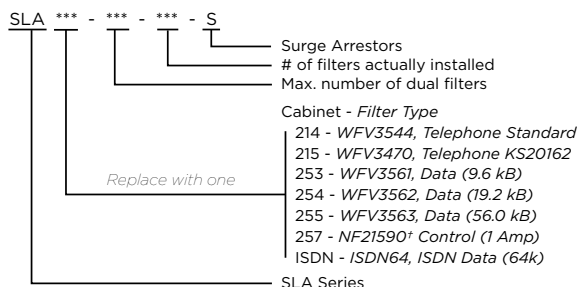 SLA *** - *** - *** - S
Surge Arrestors
# of filters actually installed
Max. number of dual filters
Cabinet - Filter Type
214 - WFV3544, Telephone Standard
215 - WFV3470, Telephone KS20162
253 - WFV3561, Data (9.6 kB)
Replace with one
254 - WFV3562, Data (19.2 kB)
255 - WFV3563, Data (56.0 kB)
257 - NF21590† Control (1 Amp)
ISDN - ISDN64, ISDN Data (64k)
SLA Series